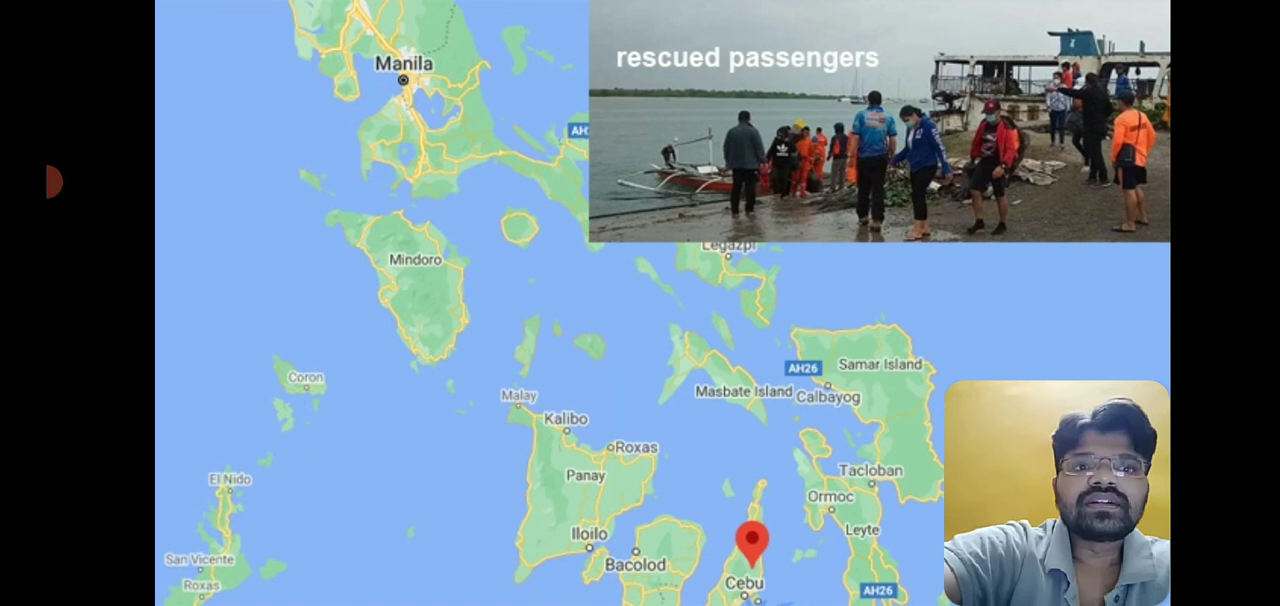 Manila
rescued passengers
AH
Legazpi
Mindoro
AH26
Samar Island
Coron
Masbate Island
Calbayog
Malay
Kalibo
Roxas
Panay
Tacloban
El Nido
Ormoc
Iloilo
Leyte
San Vicente
Bacolod
Roxas
Cebu
AH26